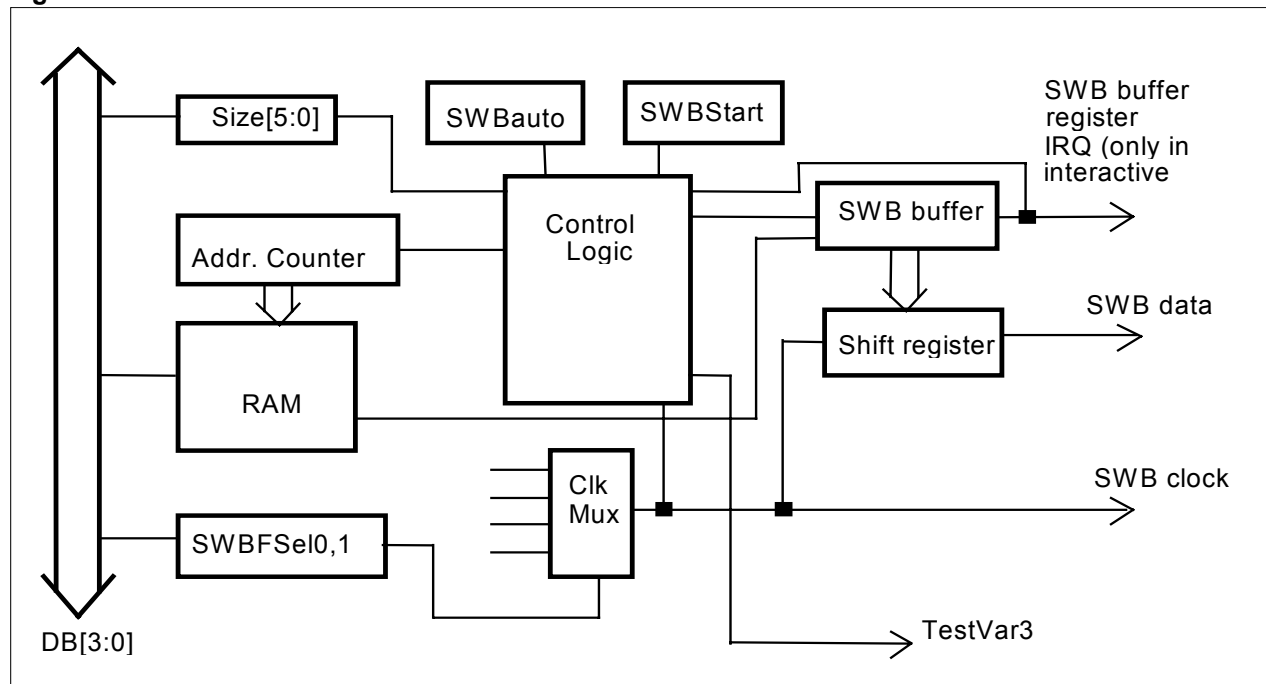 Size[5:0]
SWBauto
SWBStart
SWB buffer
register
IRQ (only in
interactive
Control
Logic
SWB buffer
Addr. Counter
SWB data
Shift register
RAM
Clk
Mux
SWB clock
SWBFSel0,1
TestVar3
DB[3:0]